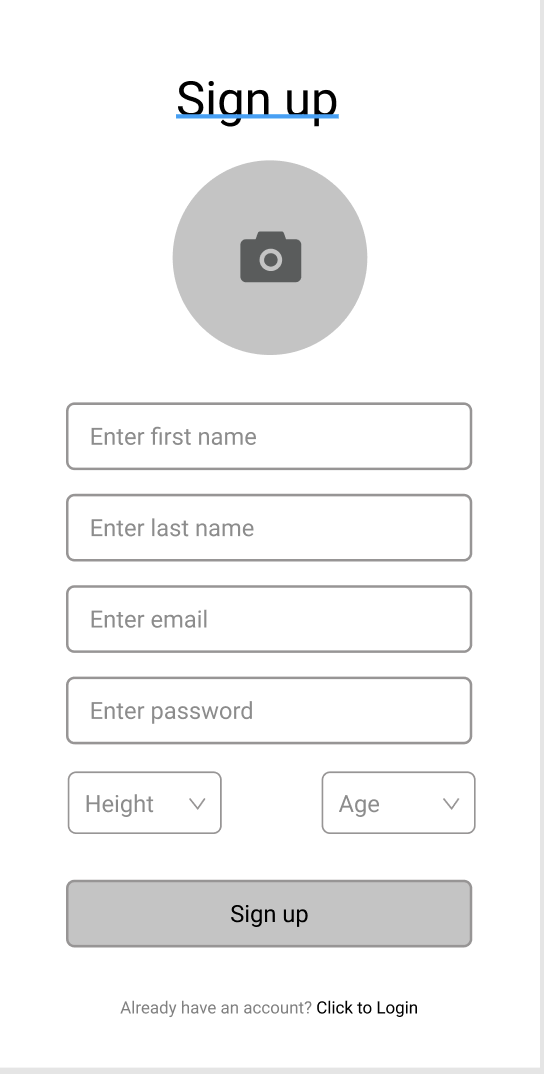 Sign up
Enter first name
Enter last name
Enter email
Enter password
Height Age
Sign up
Already have an account? Click to Login